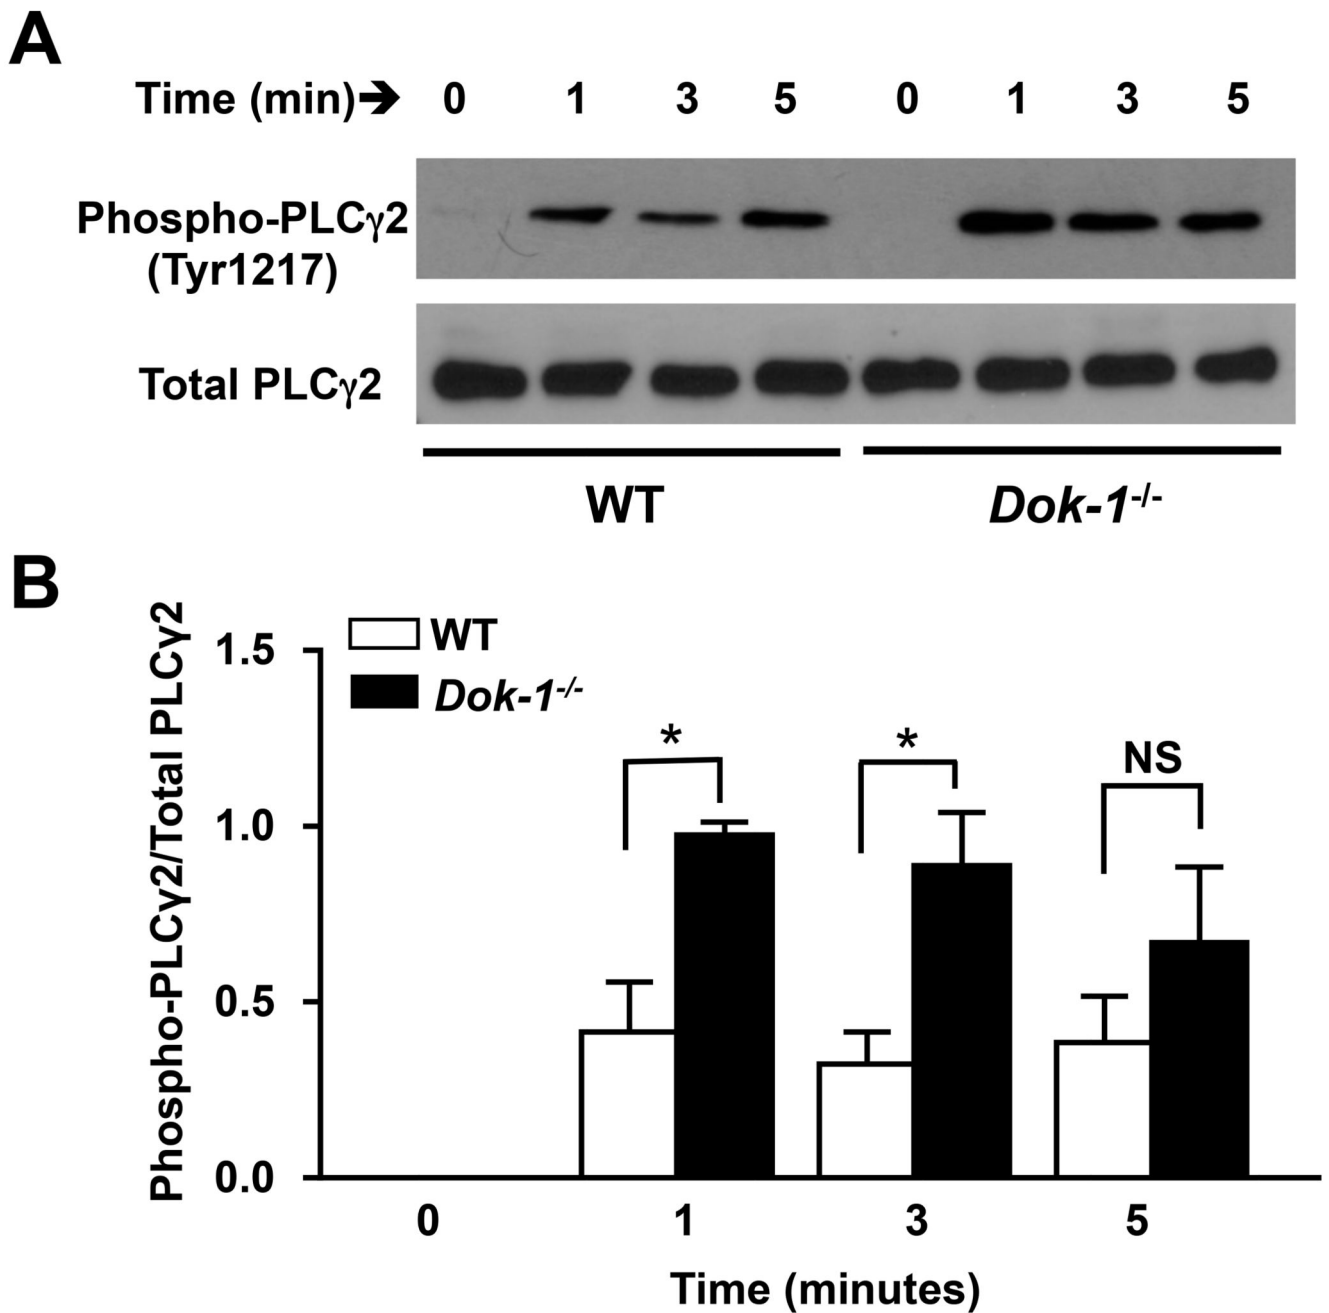 A
Time (min)➔ 0 1 3 5 0 1 3 5
Phospho-PLCγ2
(Tyr1217)
Total PLCγ2
WT Dok-1-/-
B
Phospho-PLCγ2/Total PLCγ2
WT
Dok-1-/-
1.5
1.0
0.5
0.0
* * NS
0 1 3 5
Time (minutes)